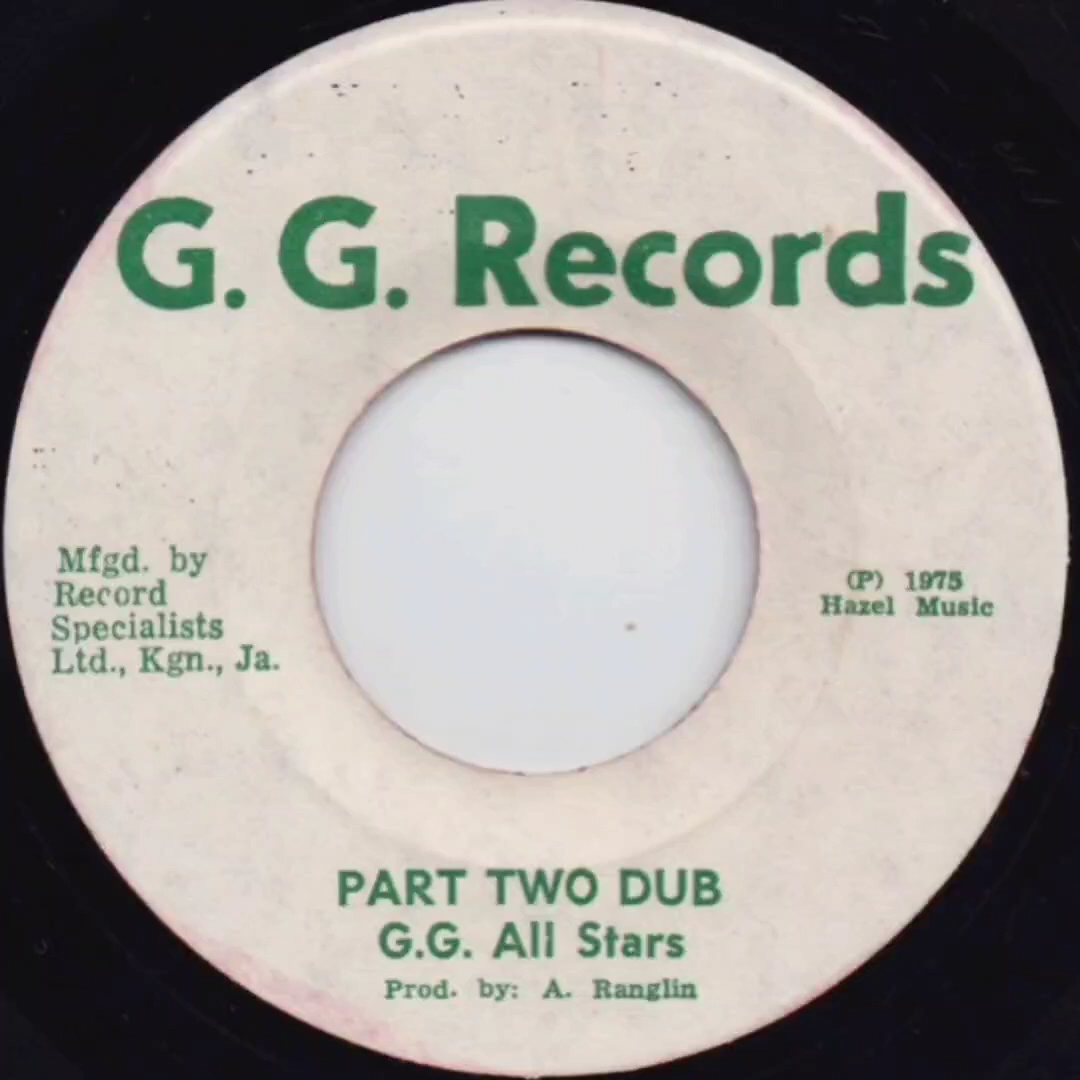 G. G. Records
Mfgd. by
Record
Specialists
Ltd., Kgn., Ja.
(P) 1975
Hazel Music
PART TWO DUB
G.G. All Stars
Prod. by: A. Ranglin